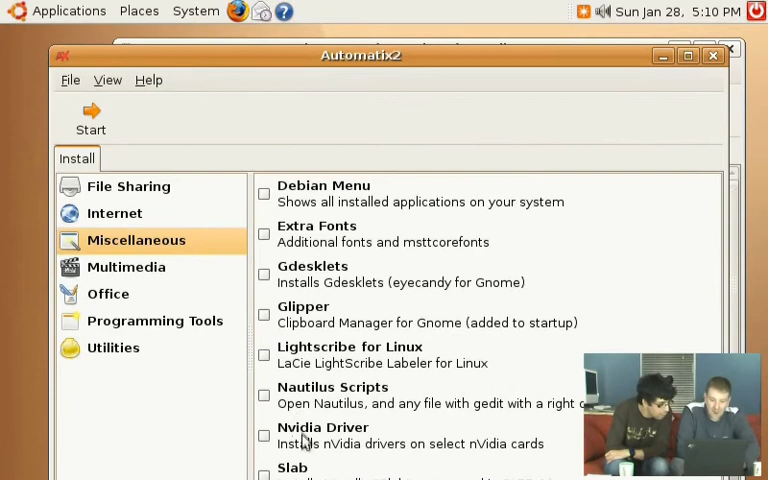 Applications Places System Sun Jan 28, 5:10 PM
Automatix2
File View Help
Start
Install
File Sharing
Internet
Miscellaneous
Multimedia
Office
Programming Tools
Utilities
Debian Menu
Shows all installed applications on your system
Extra Fonts
Additional fonts and msttcorefonts
Gdesklets
Installs Gdesklets (eyecandy for Gnome)
Glipper
Clipboard Manager for Gnome (added to startup)
Lightscribe for Linux
LaCie LightScribe Labeler for Linux
Nautilus Scripts
Open Nautilus, and any file with gedit with a right
Nvidia Driver
Installs nVidia drivers on select nVidia cards
Slab